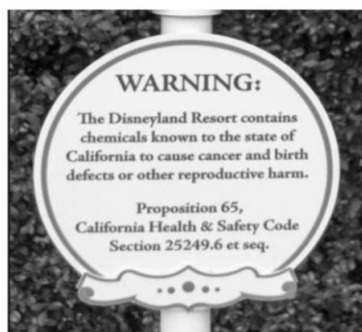 WARNING:
The Disneyland Resort contains
chemicals known to the state of
California to cause cancer and birth
defects or other reproductive harm.
Proposition 65,
California Health & Safety Code
Section 25249.6 et seq.